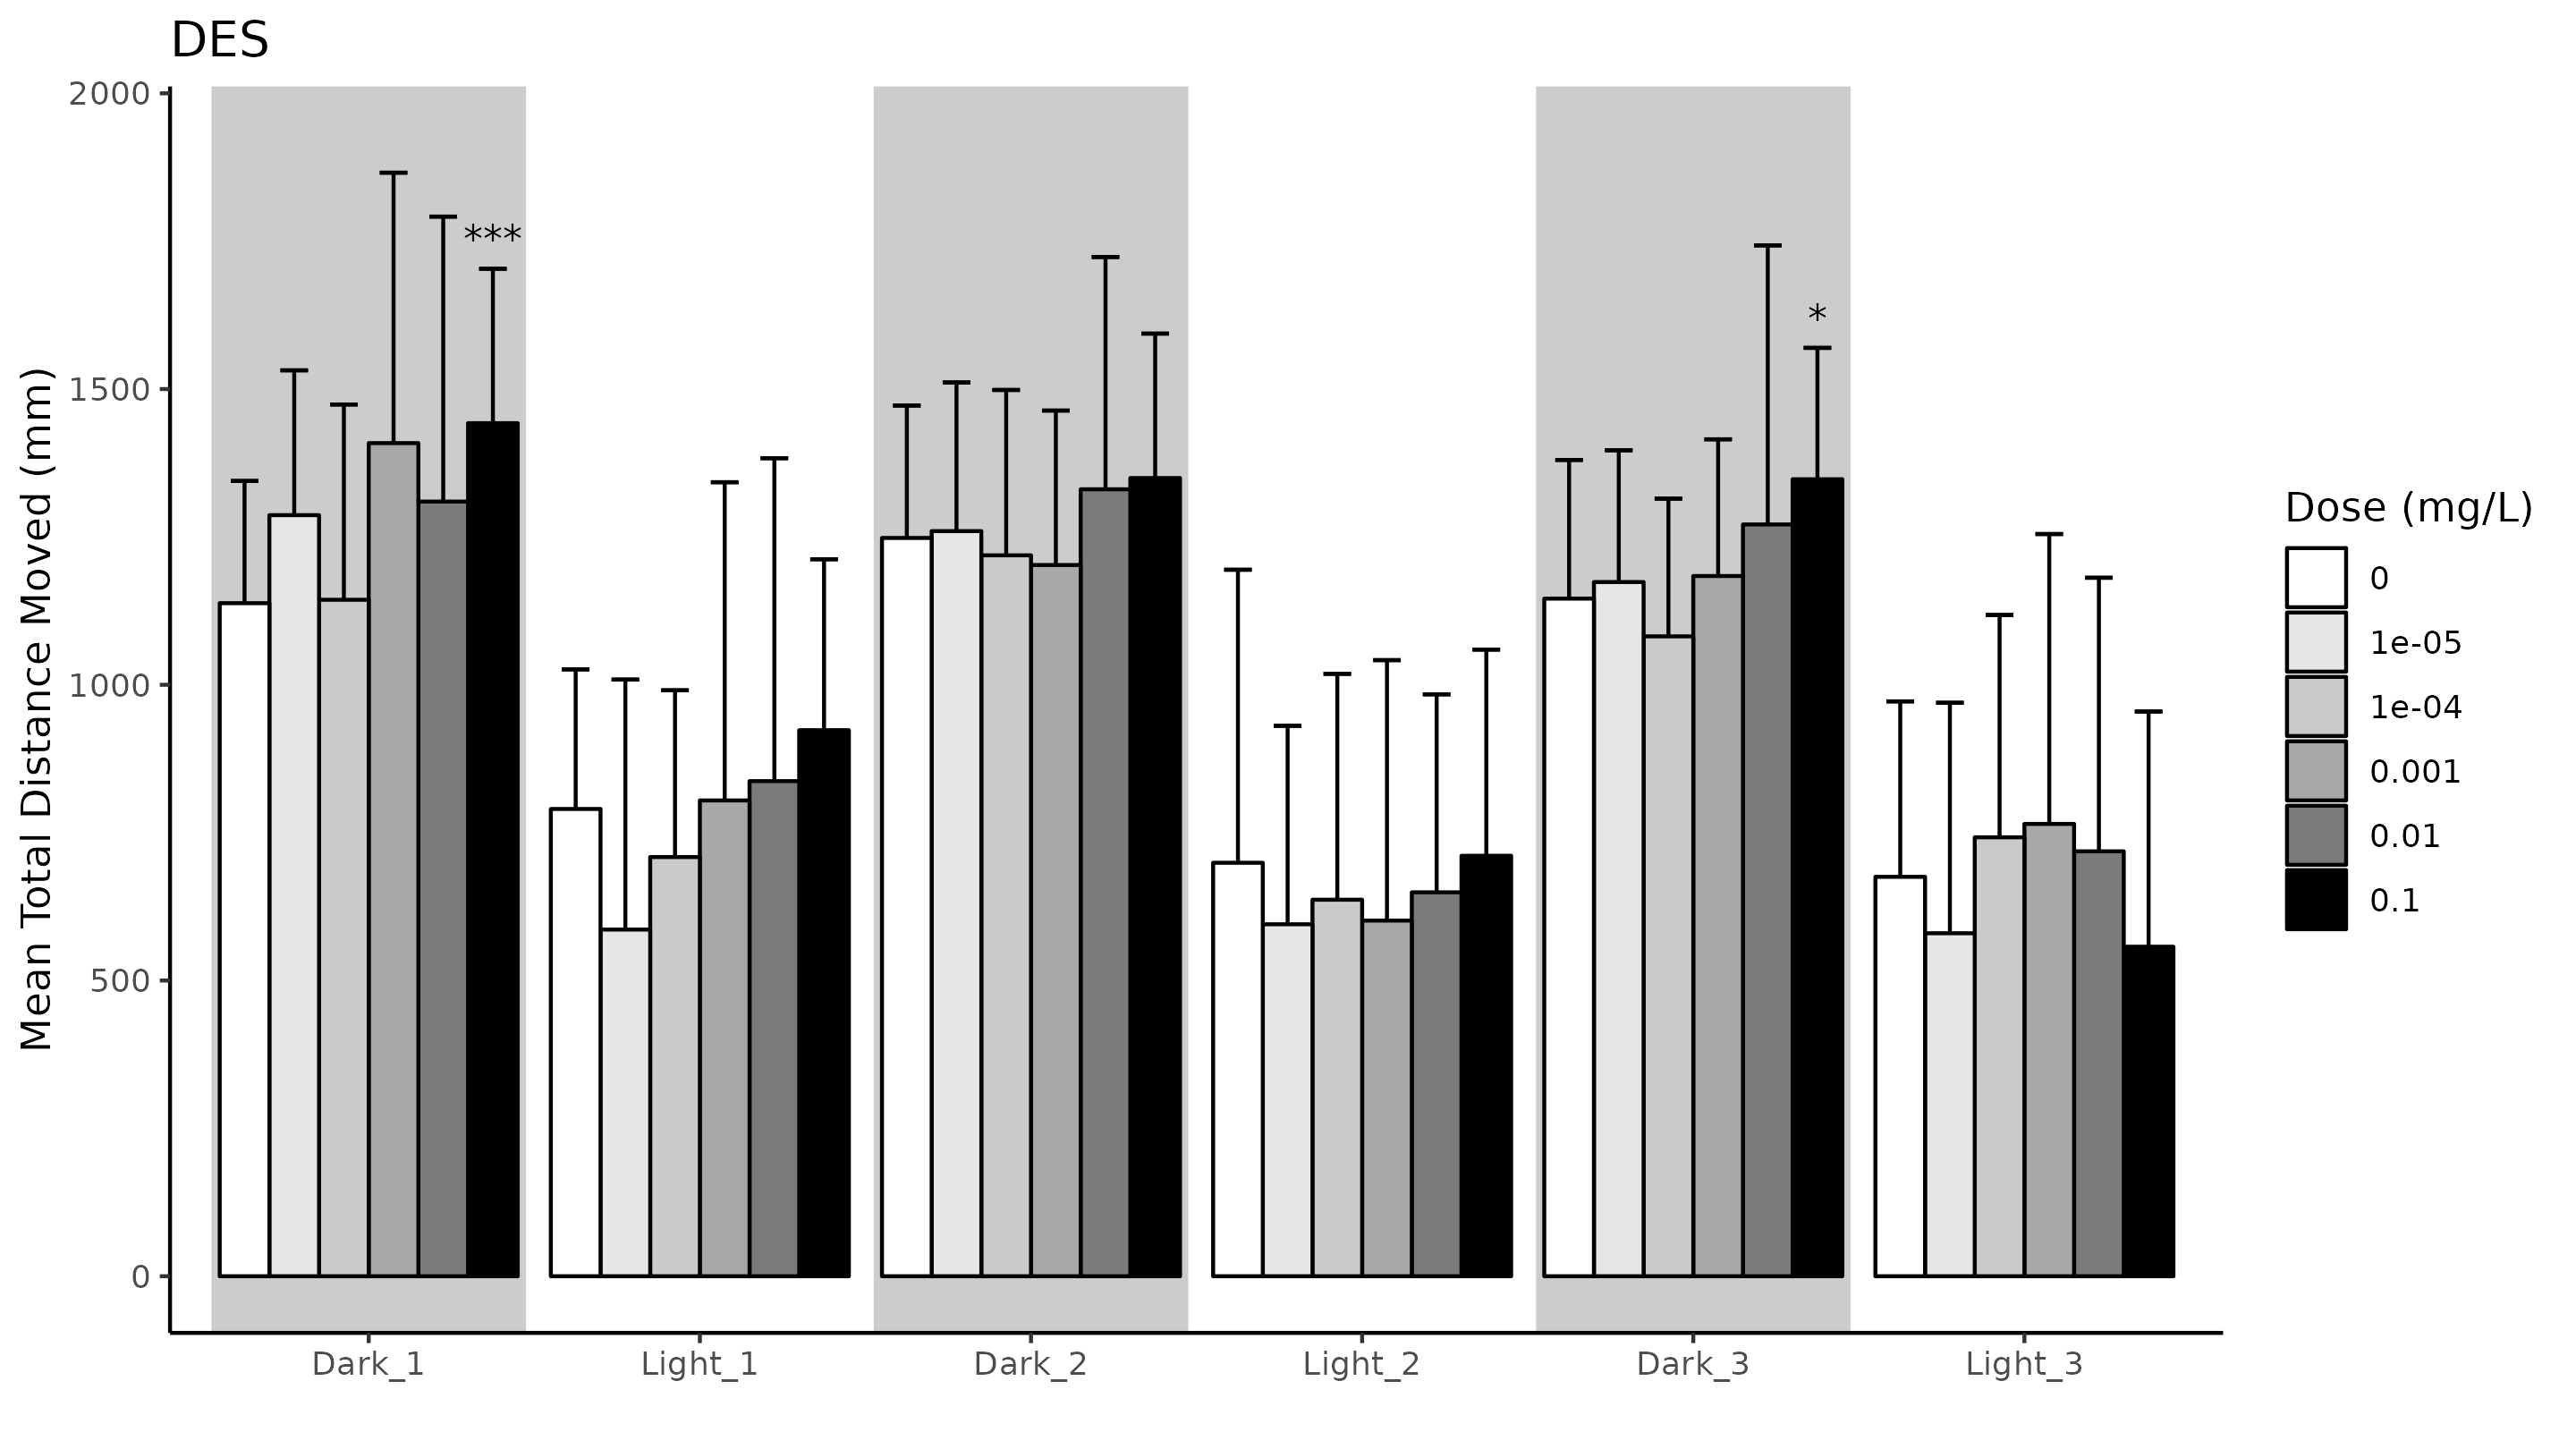 DES
Mean Total Distance Moved (mm)
2000
1500
1000
500
0
***
*
Dark_1
Light_1
Dark_2
Light_2
Dark_3
Light_3
Dose (mg/L)
0
1e-05
1e-04
0.001
0.01
0.1